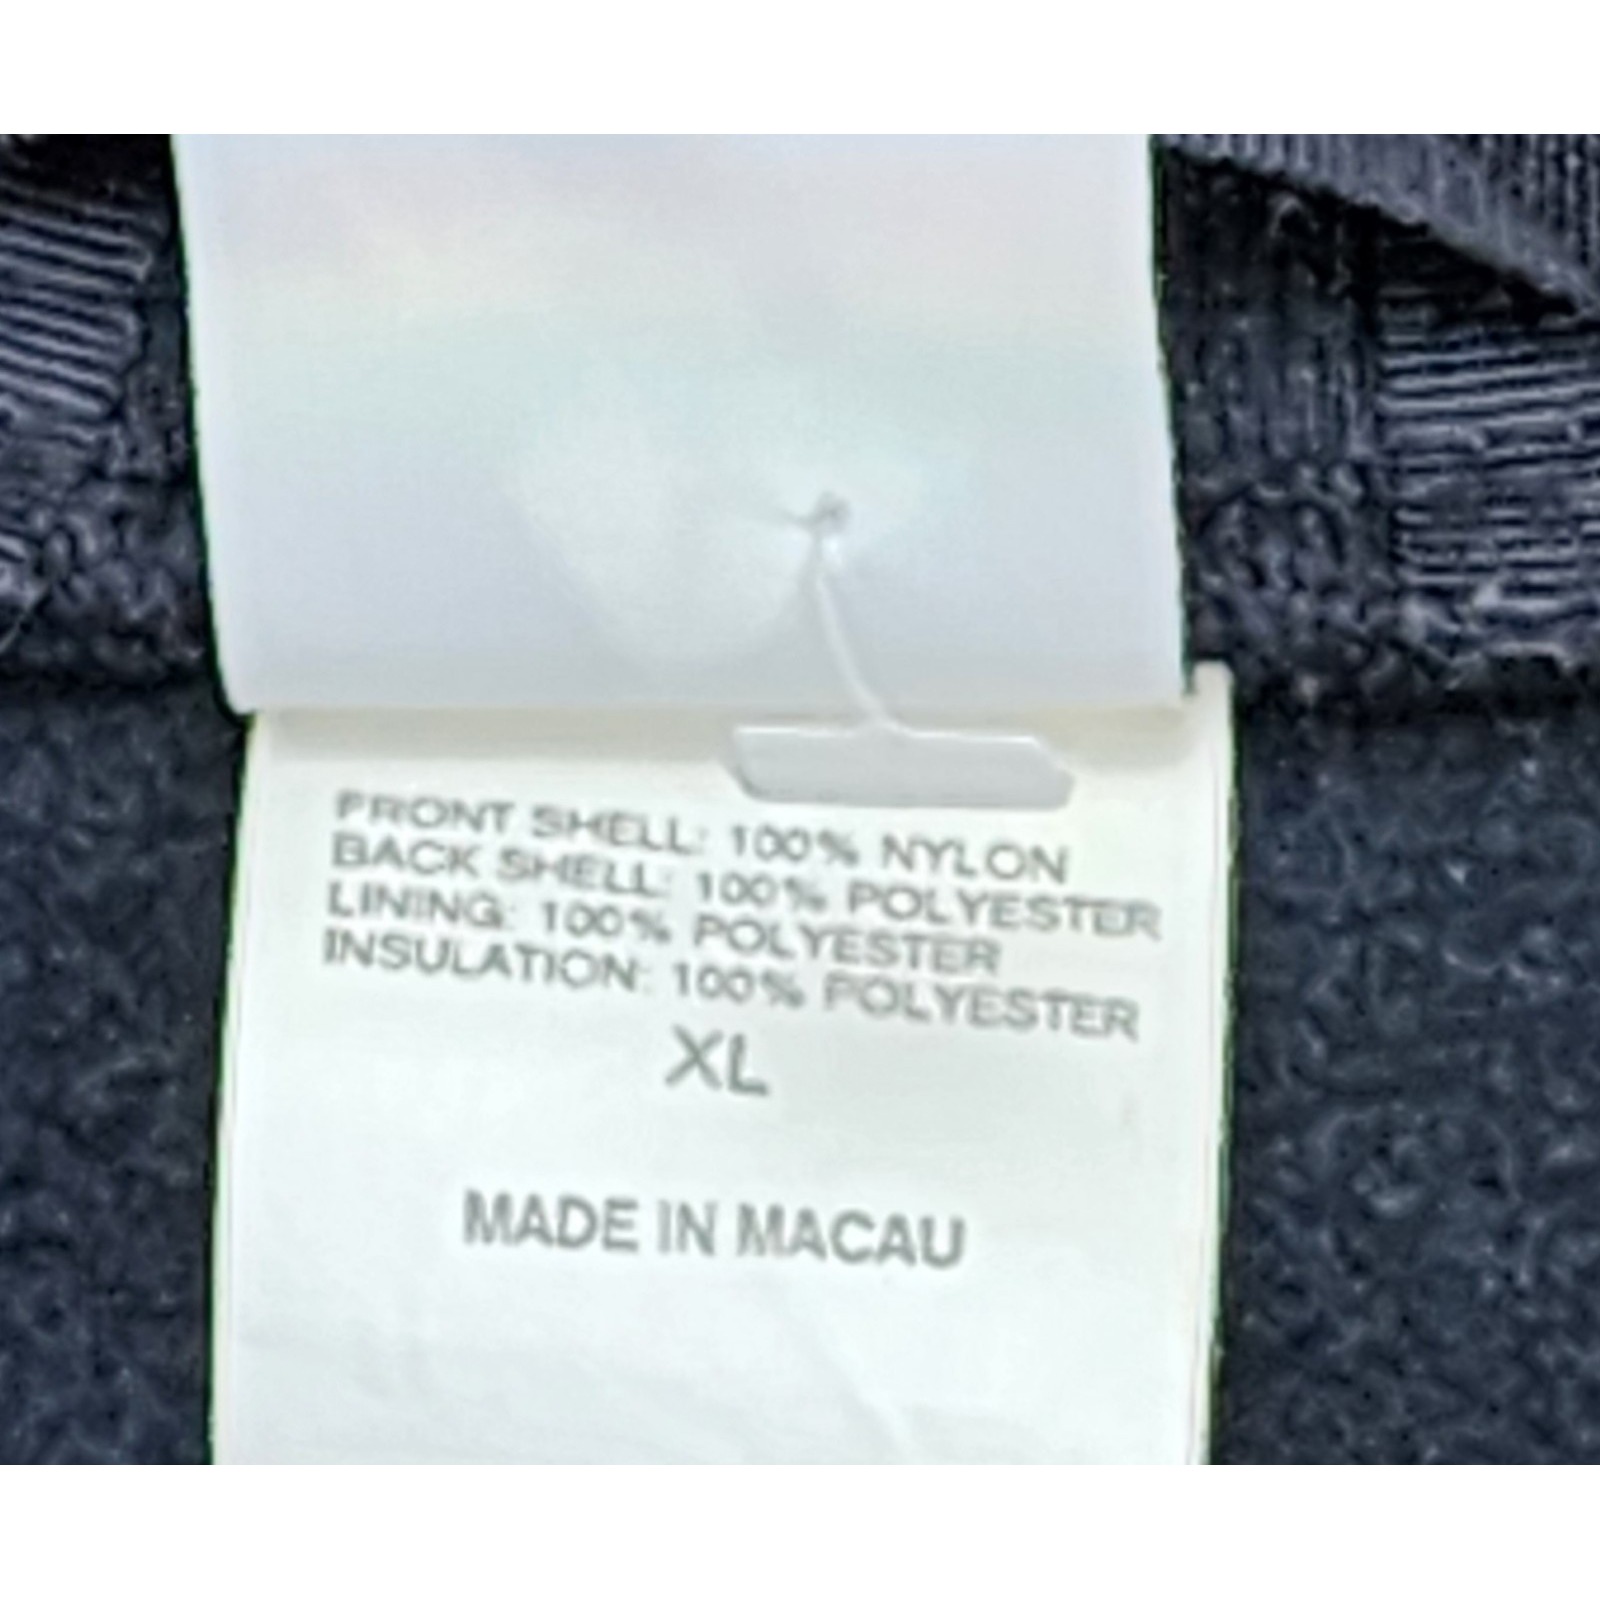 FRONT SHELL: 100% NYLON
BACK SHELL: 100% POLYESTER
LINING: 100% POLYESTER
INSULATION: 100% POLYESTER
XL
MADE IN MACAU